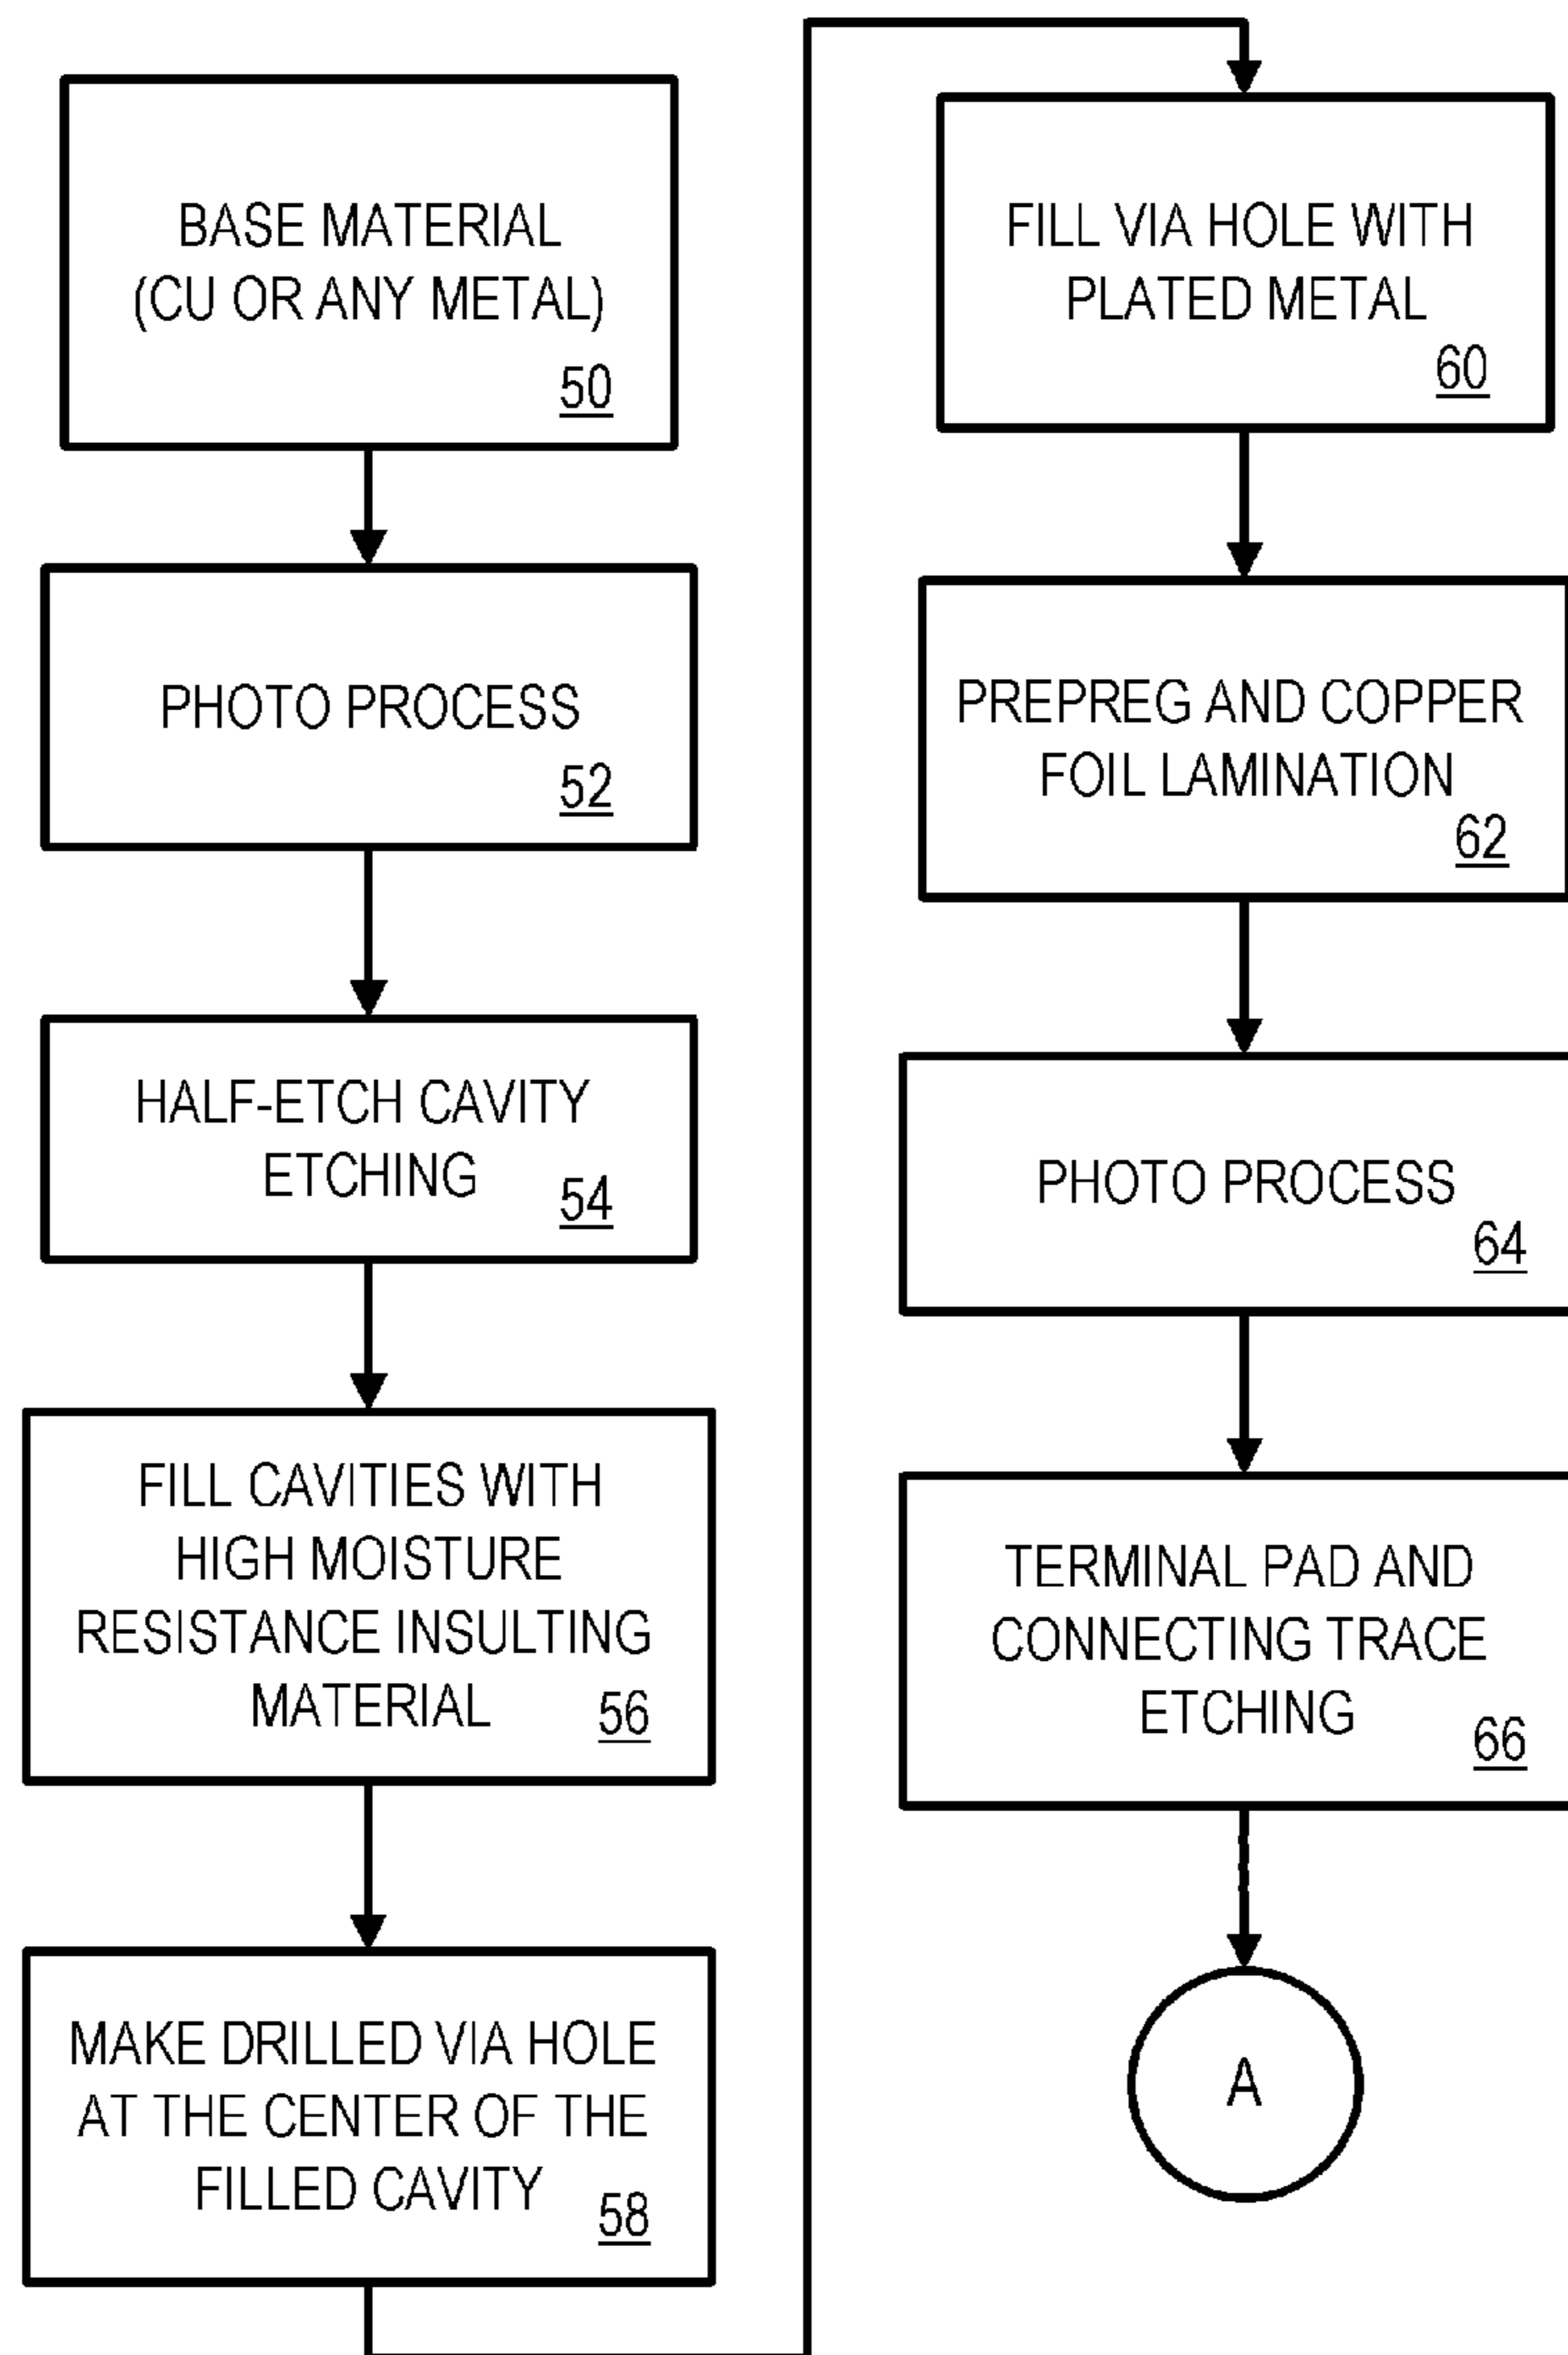 BASE MATERIAL
(CU OR ANY METAL)
50
PHOTO PROCESS
52
HALF-ETCH CAVITY
ETCHING
54
FILL CAVITIES WITH
HIGH MOISTURE
RESISTANCE INSULTING
MATERIAL
56
MAKE DRILLED VIA HOLE
AT THE CENTER OF THE
FILLED CAVITY
58
FILL VIA HOLE WITH
PLATED METAL
60
PREPREG AND COPPER
FOIL LAMINATION
62
PHOTO PROCESS
64
TERMINAL PAD AND
CONNECTING TRACE
ETCHING
66
A